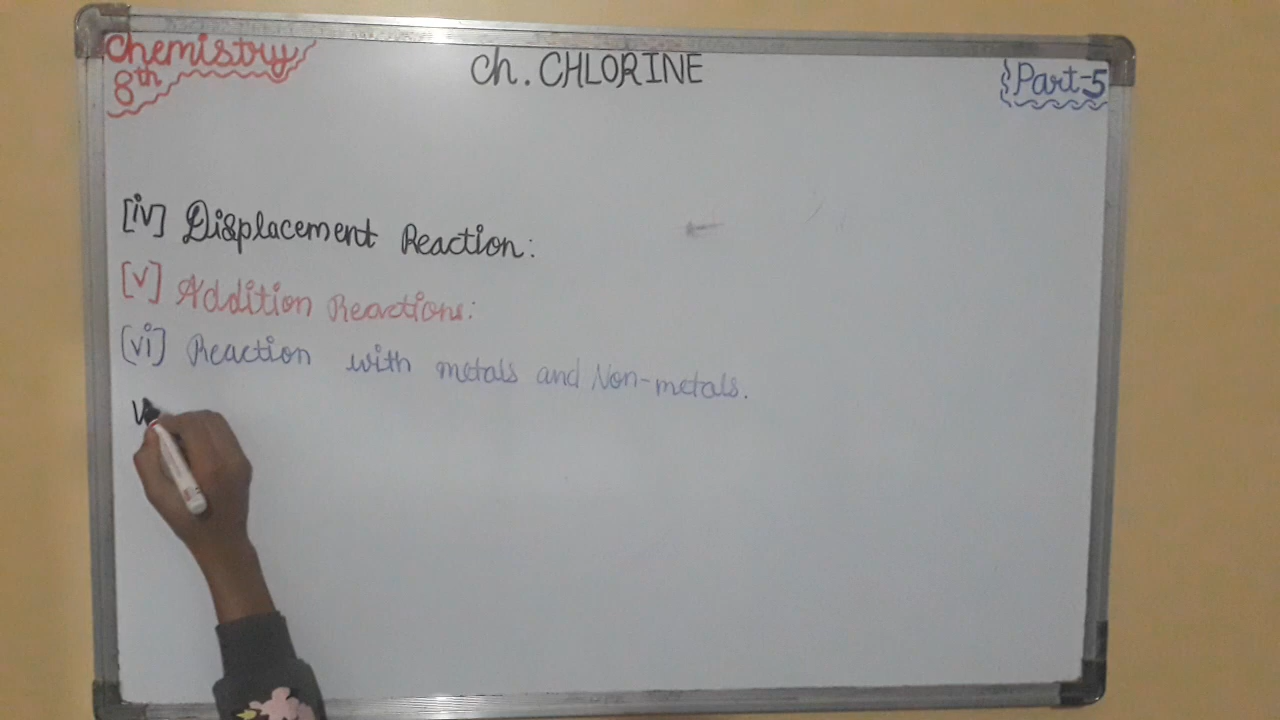 Chemistry
8th
Ch. CHLORINE
Part-5
[iv] Displacement Reaction:
[v] Addition Reactions:
[vi] Reaction with metals and Non-metals.